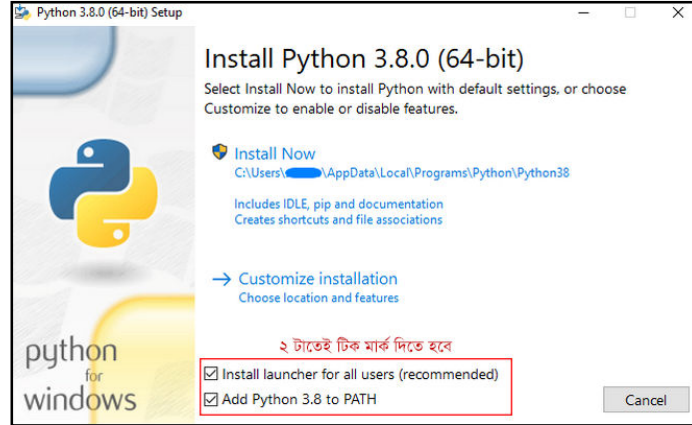 Python 3.8.0 (64-bit) Setup
Install Python 3.8.0 (64-bit)
Select Install Now to install Python with default settings, or choose
Customize to enable or disable features.
Install Now
C:\Users\ \AppData\Local\Programs\Python\Python38
Includes IDLE, pip and documentation
Creates shortcuts and file associations
Customize installation
Choose location and features
২ টাতেই টিক মার্ক দিতে হবে
Install launcher for all users (recommended)
Add Python 3.8 to PATH
Cancel
python
for
windows